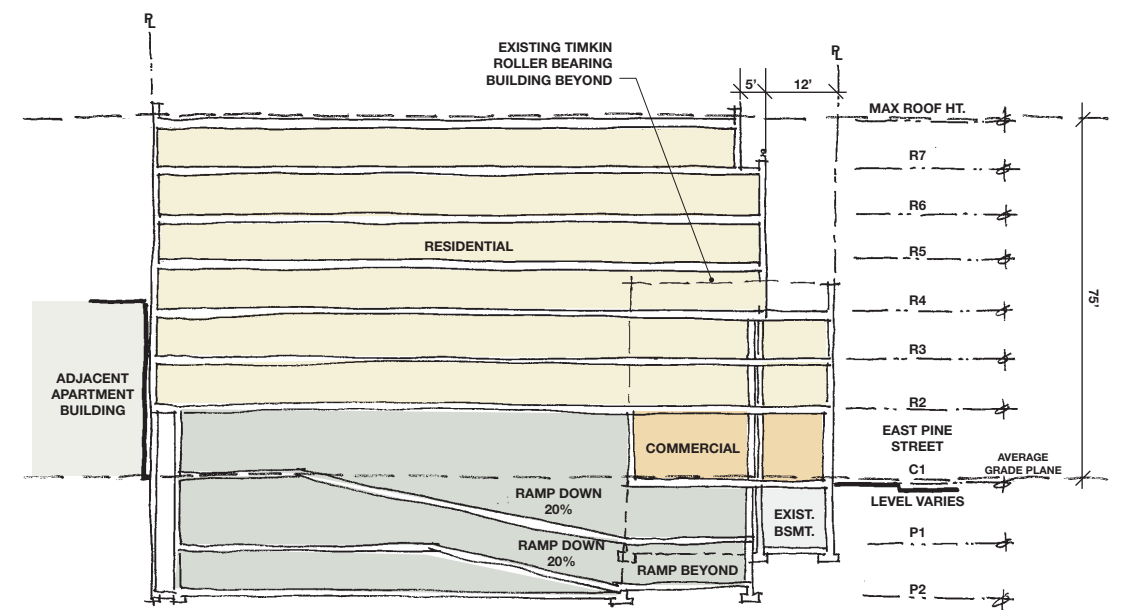 PL
EXISTING TIMKIN
ROLLER BEARING
BUILDING BEYOND
PL
5'
12'
MAX ROOF HT.
R7
R6
RESIDENTIAL
R5
R4
75'
R3
ADJACENT
APARTMENT
BUILDING
R2
EAST PINE
STREET
COMMERCIAL
AVERAGE
GRADE PLANE
C1
LEVEL VARIES
RAMP DOWN
20%
EXIST.
BSMT.
P1
RAMP DOWN
20%
RAMP BEYOND
P2